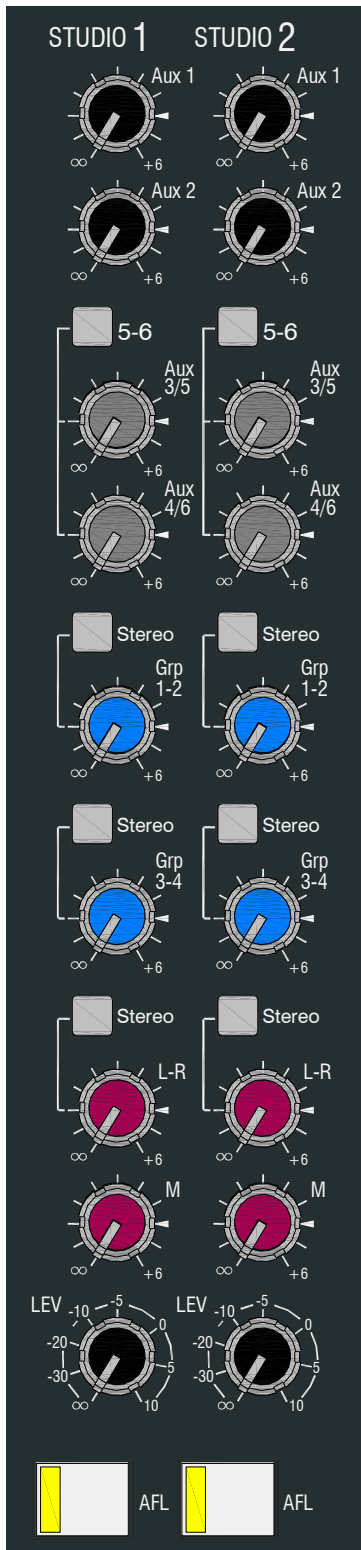 STUDIO 1 STUDIO 2
Aux 1 Aux 1
∞ +6 ∞ +6
Aux 2 Aux 2
∞ +6 ∞ +6
5-6 5-6
Aux Aux
3/5 3/5
∞ +6 ∞ +6
Aux Aux
4/6 4/6
∞ +6 ∞ +6
Stereo Stereo
Grp Grp
1-2 1-2
∞ +6 ∞ +6
Stereo Stereo
Grp Grp
3-4 3-4
∞ +6 ∞ +6
Stereo Stereo
L-R L-R
∞ +6 ∞ +6
M M
∞ +6 ∞ +6
LEV -10 -5 0 LEV -10 -5 0
-20 -20
-30 5 -30 5
∞ 10 ∞ 10
AFL AFL